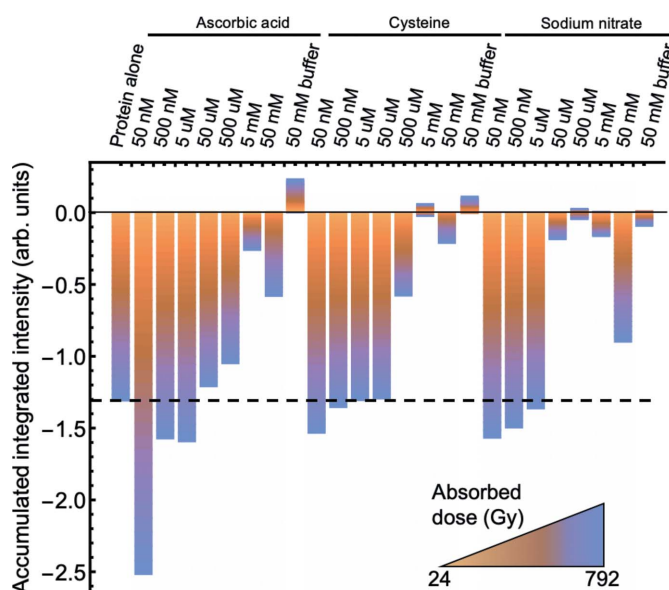 Ascorbic acid
Cysteine
Sodium nitrate
Protein alone
50 nM
500 nM
5 uM
50 uM
500 uM
5 mM
50 mM
50 mM buffer
50 nM
500 nM
5 uM
50 uM
500 uM
5 mM
50 mM
50 mM buffer
50 nM
500 nM
5 uM
50 uM
500 uM
5 mM
50 mM
50 mM buffer
Accumulated integrated intensity (arb. units)
0.0
−0.5
−1.0
−1.5
−2.0
−2.5
Absorbed
dose (Gy)
24
792